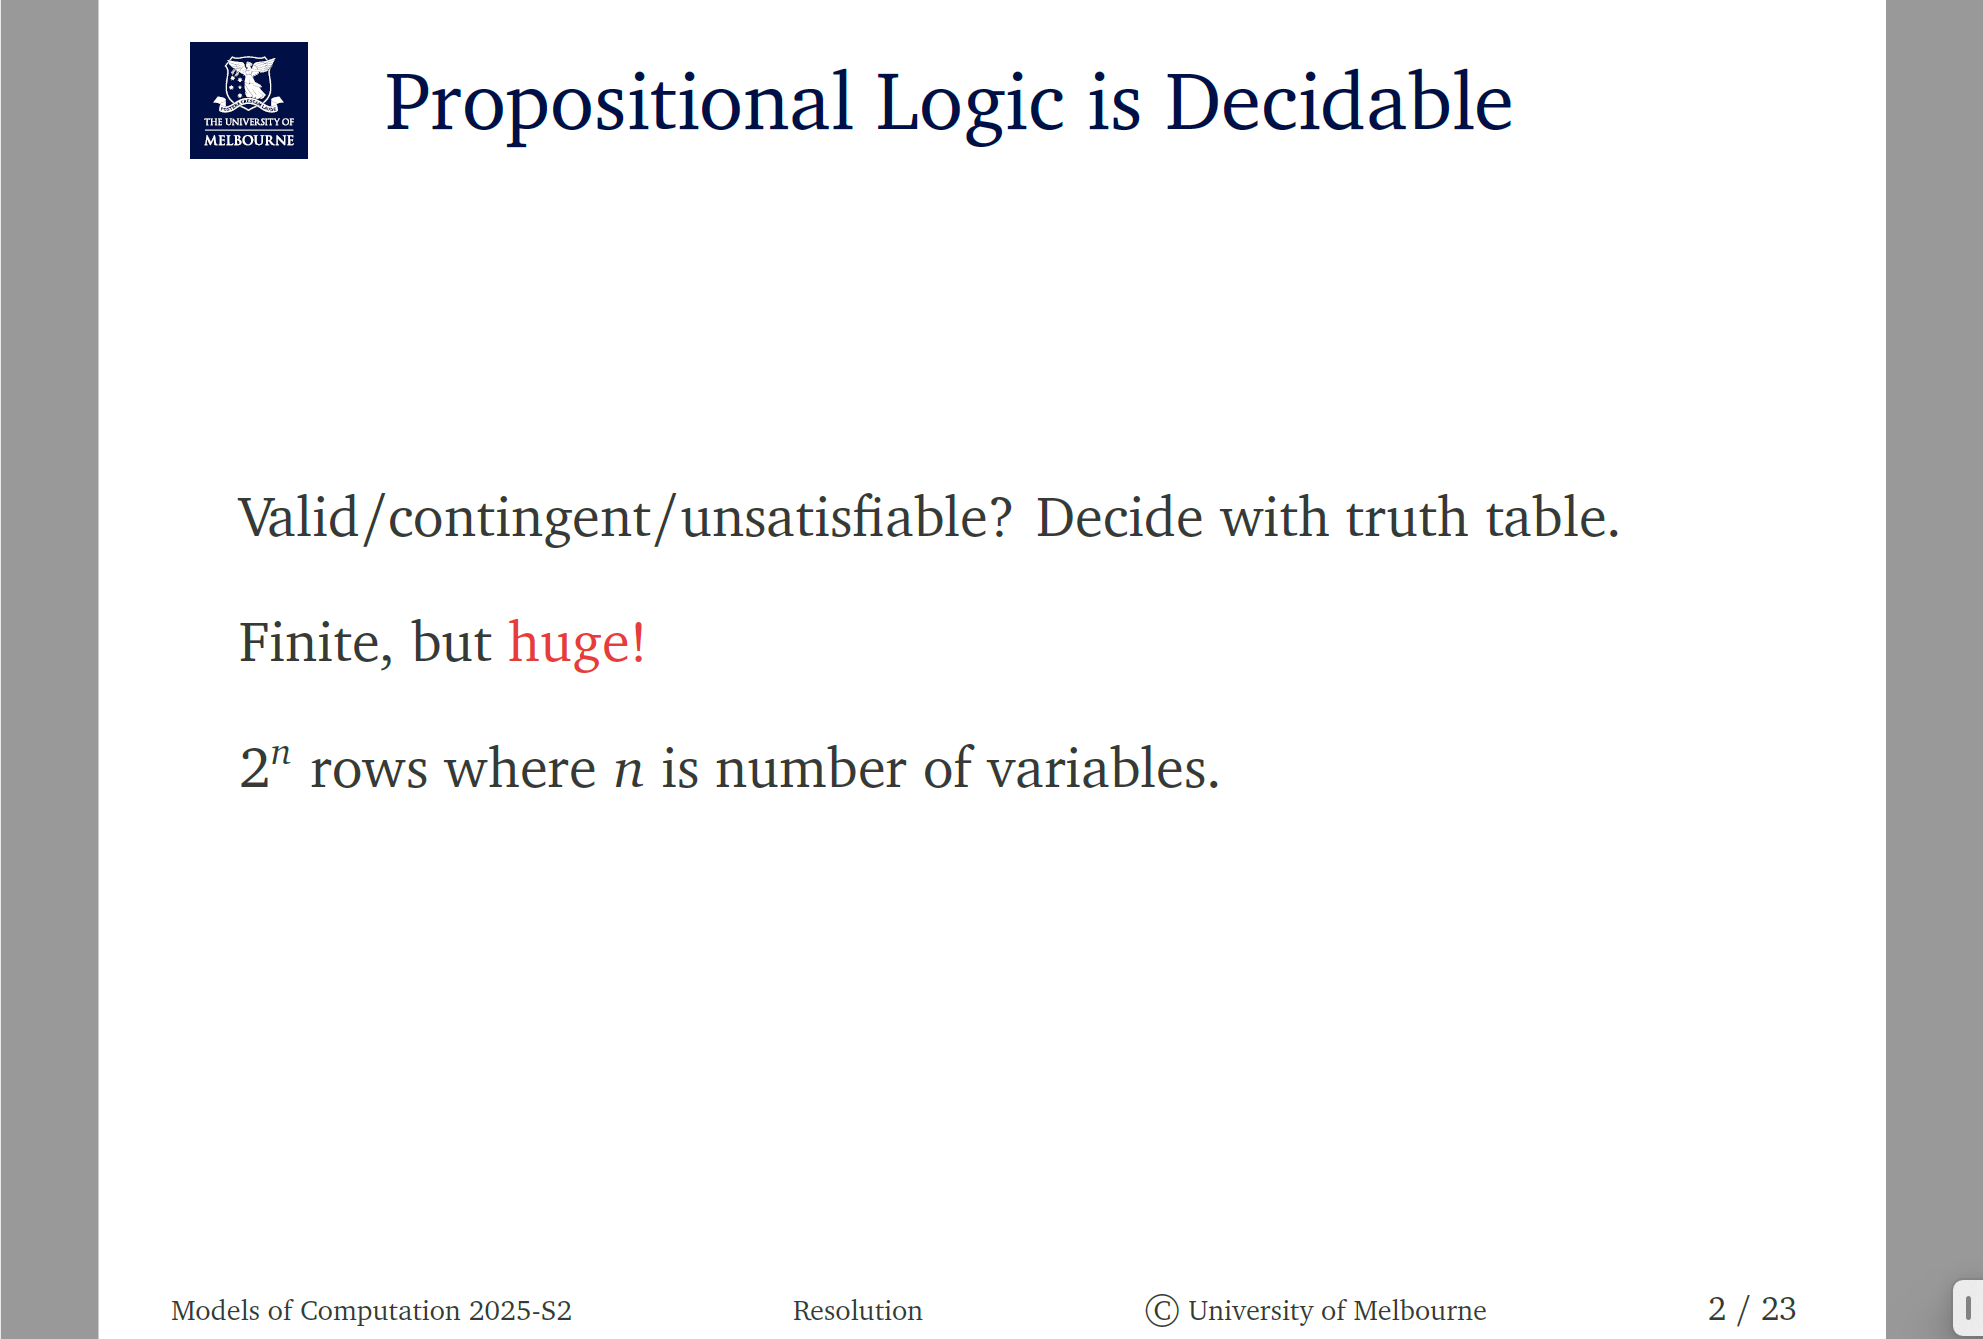 THE UNIVERSITY OF
MELBOURNE
Propositional Logic is Decidable
Valid/contingent/unsatisfiable? Decide with truth table.
Finite, but huge!
2ⁿ rows where n is number of variables.
Models of Computation 2025-S2 Resolution © University of Melbourne 2 / 23